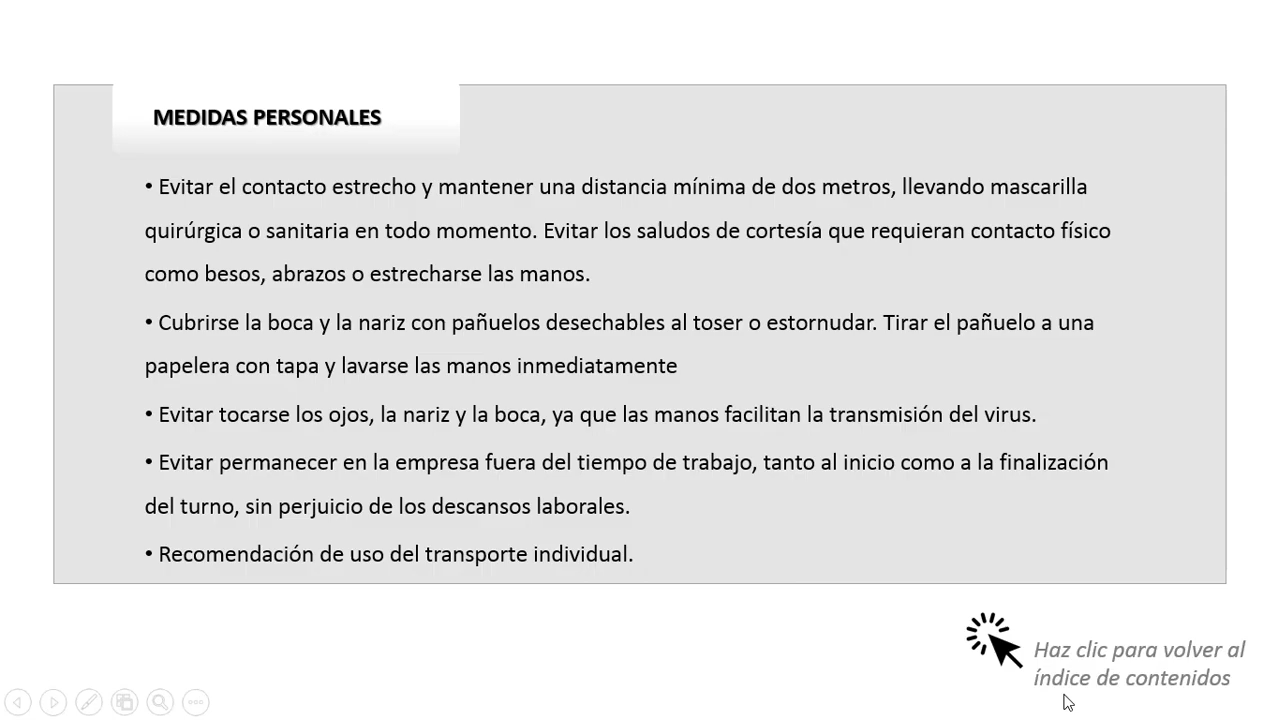 MEDIDAS PERSONALES
• Evitar el contacto estrecho y mantener una distancia mínima de dos metros, llevando mascarilla
quirúrgica o sanitaria en todo momento. Evitar los saludos de cortesía que requieran contacto físico
como besos, abrazos o estrecharse las manos.
• Cubrirse la boca y la nariz con pañuelos desechables al toser o estornudar. Tirar el pañuelo a una
papelera con tapa y lavarse las manos inmediatamente
• Evitar tocarse los ojos, la nariz y la boca, ya que las manos facilitan la transmisión del virus.
• Evitar permanecer en la empresa fuera del tiempo de trabajo, tanto al inicio como a la finalización
del turno, sin perjuicio de los descansos laborales.
• Recomendación de uso del transporte individual.
Haz clic para volver al
índice de contenidos